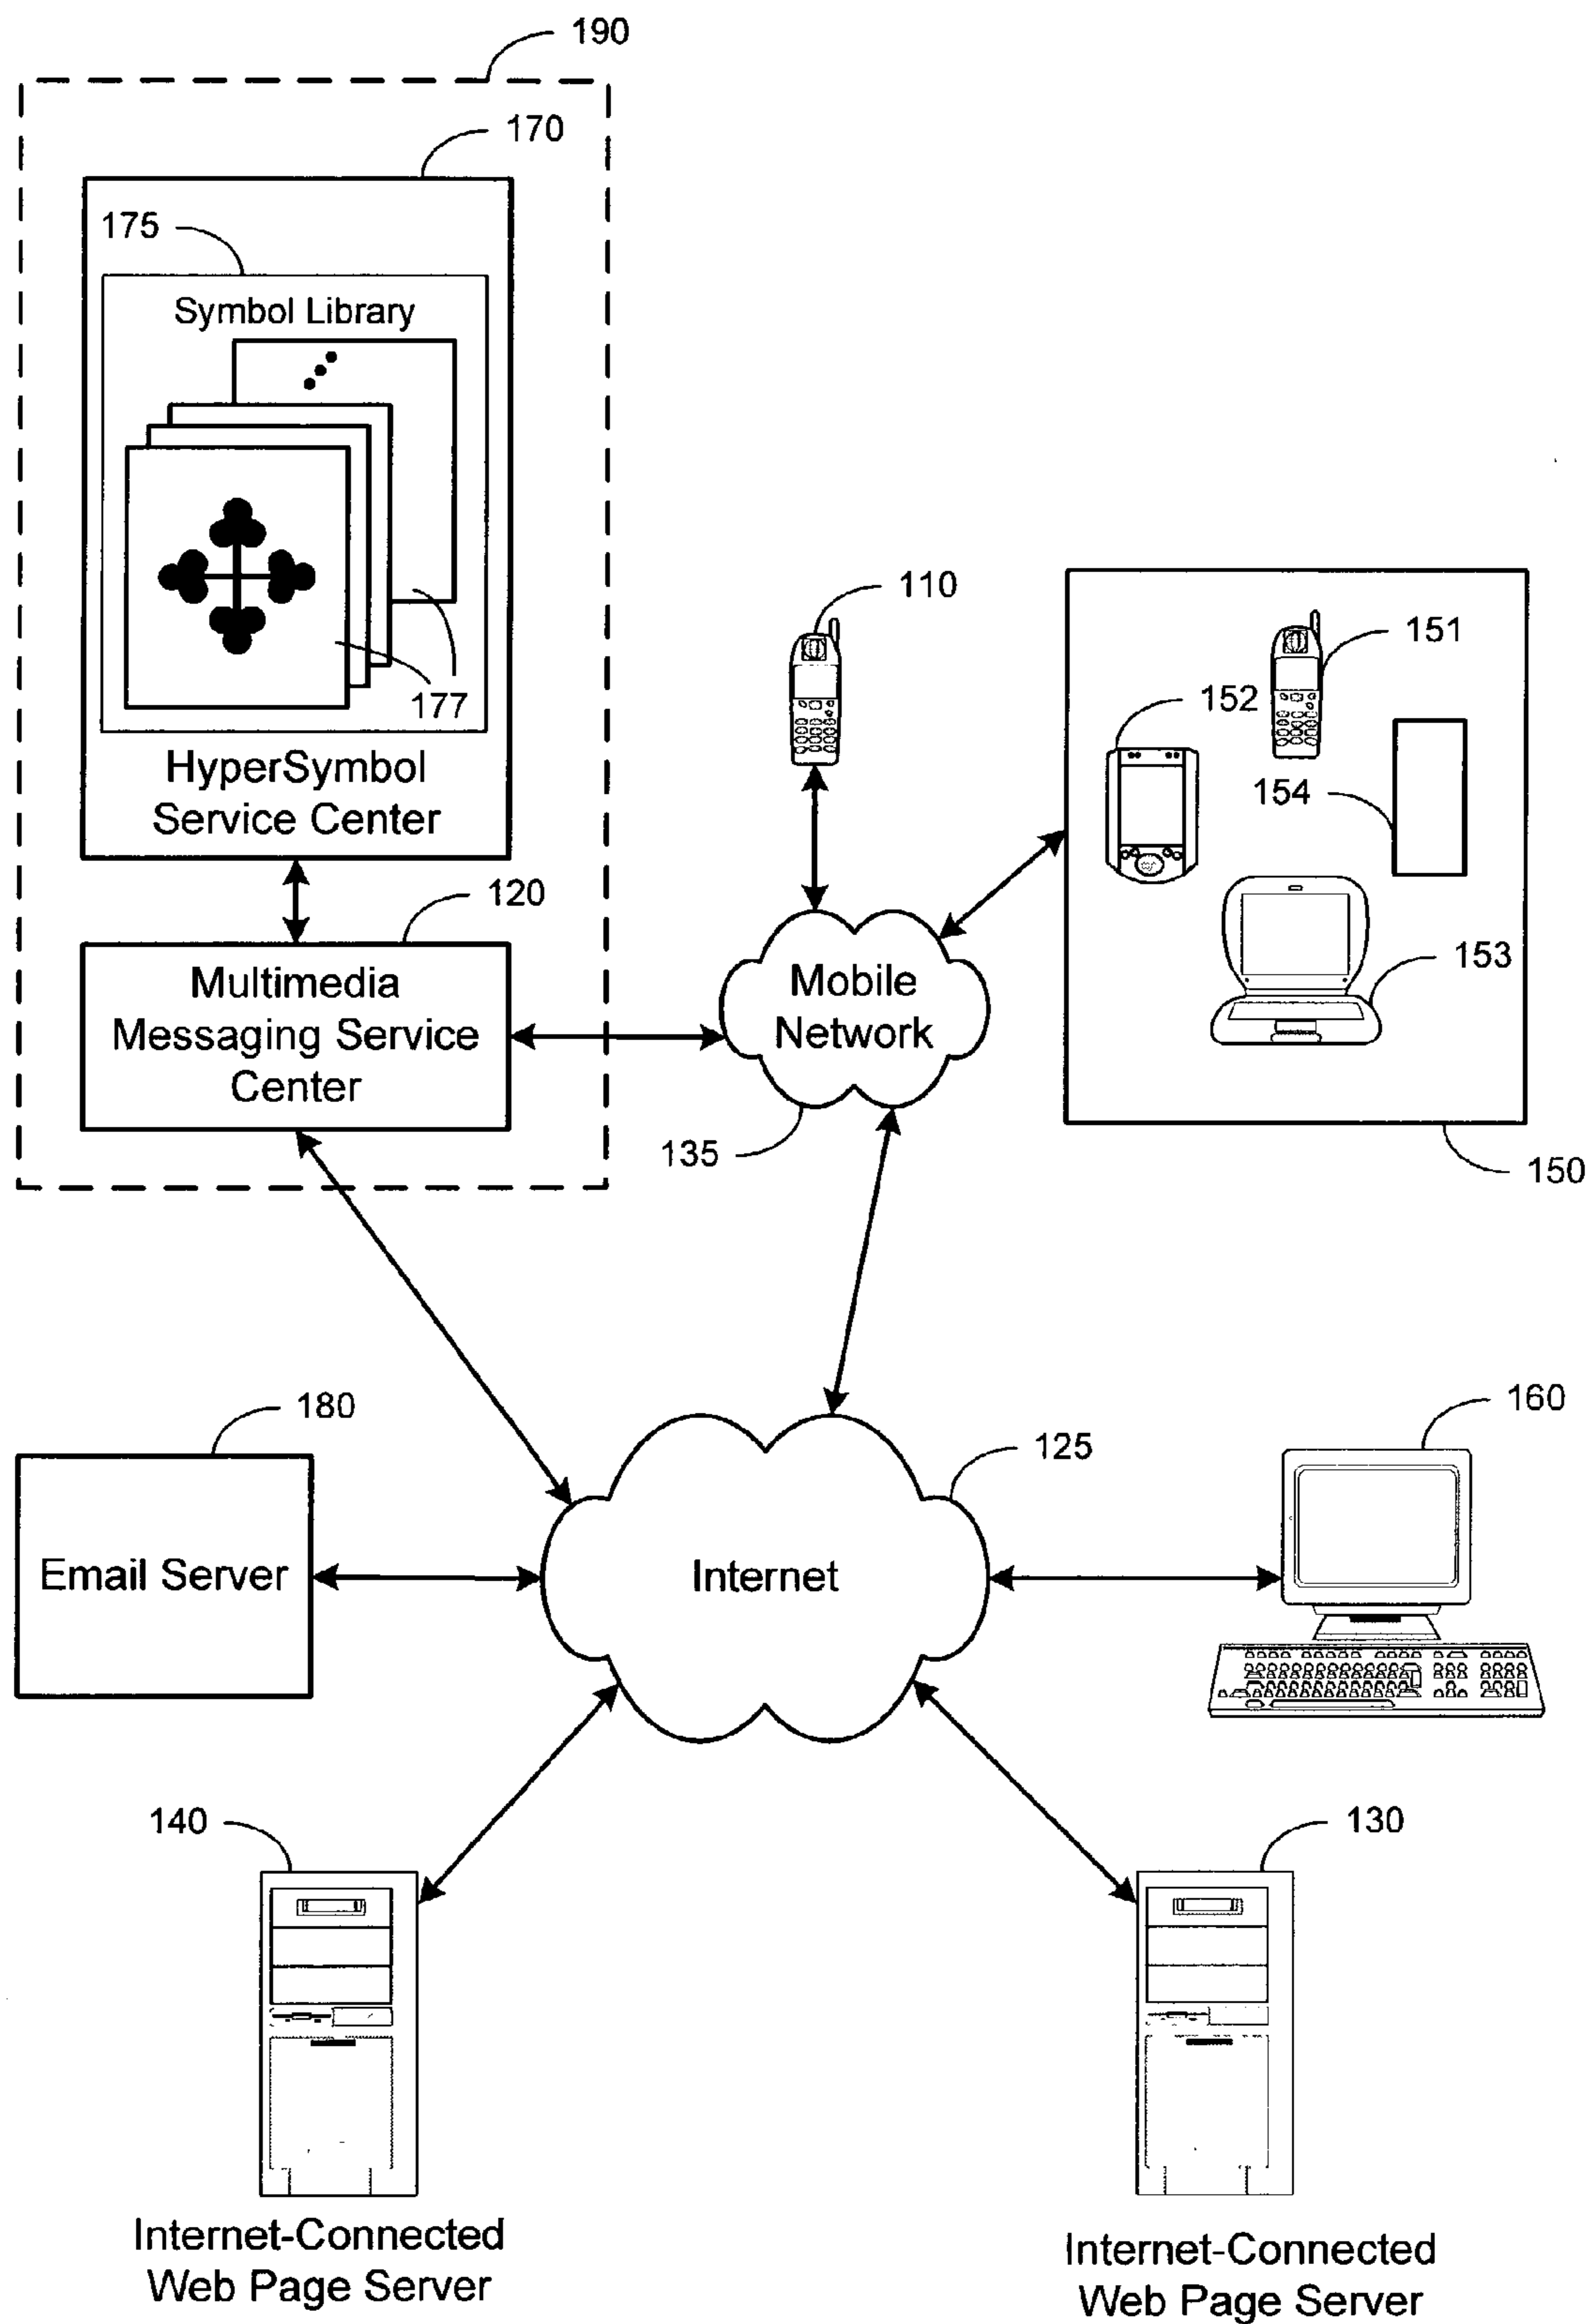 190
170
175
Symbol Library
177
HyperSymbol
Service Center
120
Multimedia
Messaging Service
Center
110
151
152
154
153
150
Mobile
Network
135
180
Email Server
125
Internet
160
140
Internet-Connected
Web Page Server
130
Internet-Connected
Web Page Server